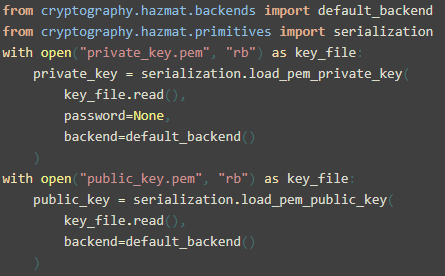 from cryptography.hazmat.backends import default_backend
from cryptography.hazmat.primitives import serialization
with open("private_key.pem", "rb") as key_file:
    private_key = serialization.load_pem_private_key(
        key_file.read(),
        password=None,
        backend=default_backend()
    )
with open("public_key.pem", "rb") as key_file:
    public_key = serialization.load_pem_public_key(
        key_file.read(),
        backend=default_backend()
    )